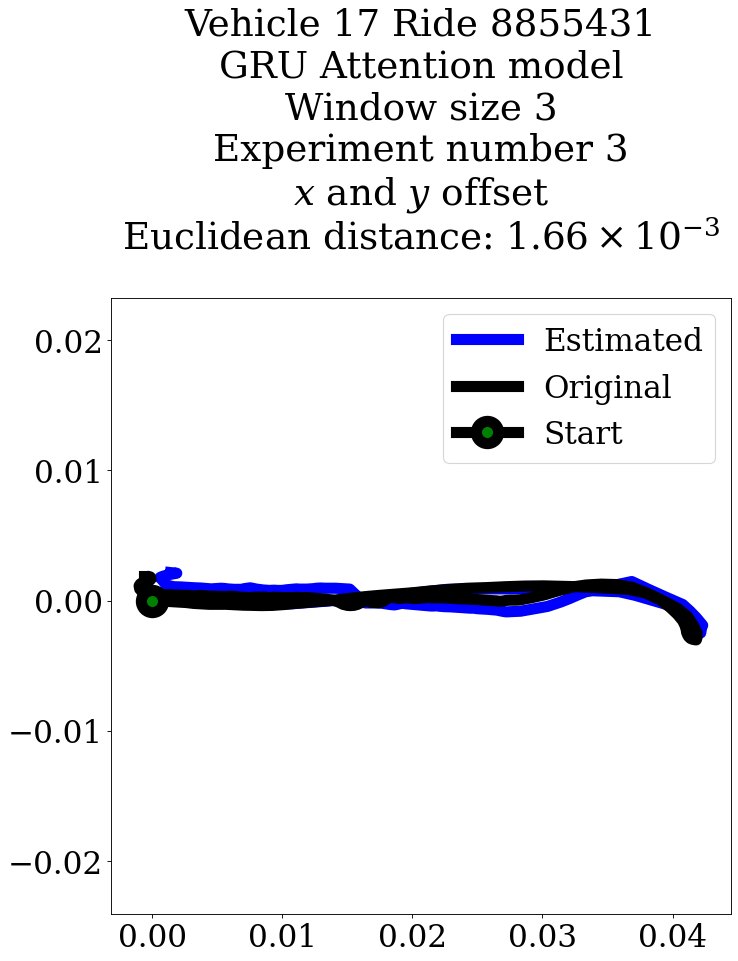 Vehicle 17 Ride 8855431
GRU Attention model
Window size 3
Experiment number 3
x and y offset
Euclidean distance: 1.66 × 10⁻³
Estimated
Original
Start
0.02
0.01
0.00
−0.01
−0.02
0.00 0.01 0.02 0.03 0.04